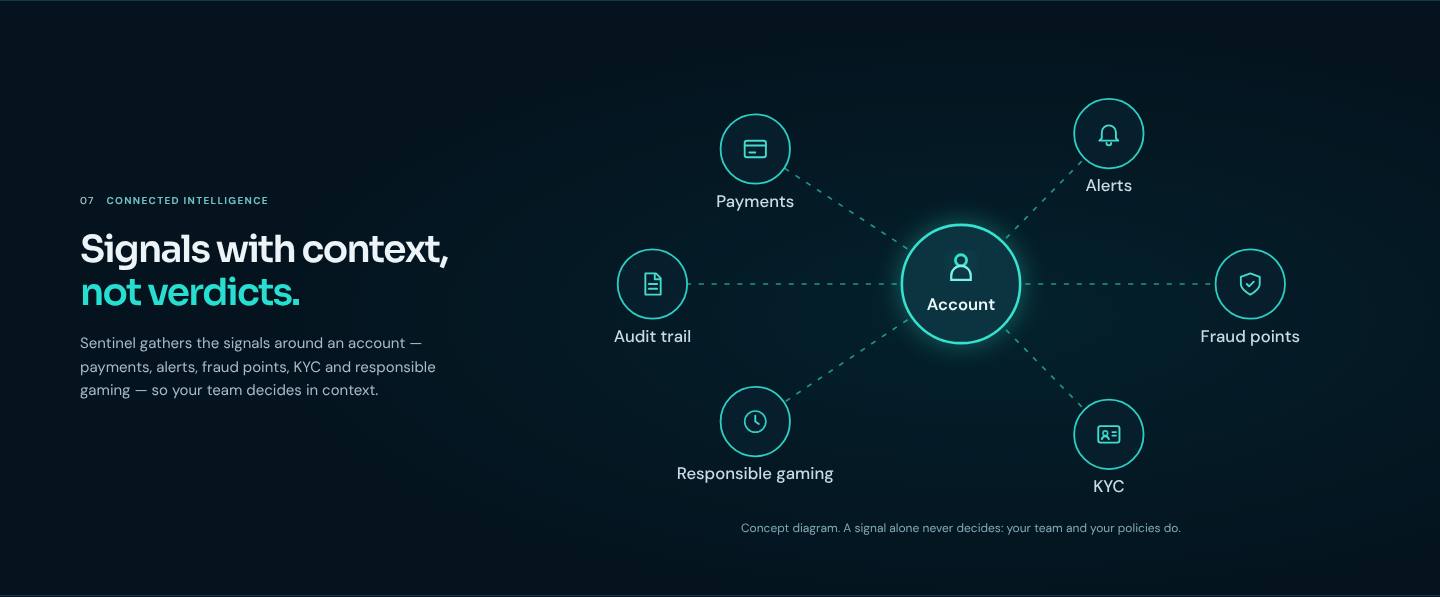 07 CONNECTED INTELLIGENCE
Signals with context,
not verdicts.
Sentinel gathers the signals around an account —
payments, alerts, fraud points, KYC and responsible
gaming — so your team decides in context.
Payments
Alerts
Audit trail
Account
Fraud points
Responsible gaming
KYC
Concept diagram. A signal alone never decides: your team and your policies do.